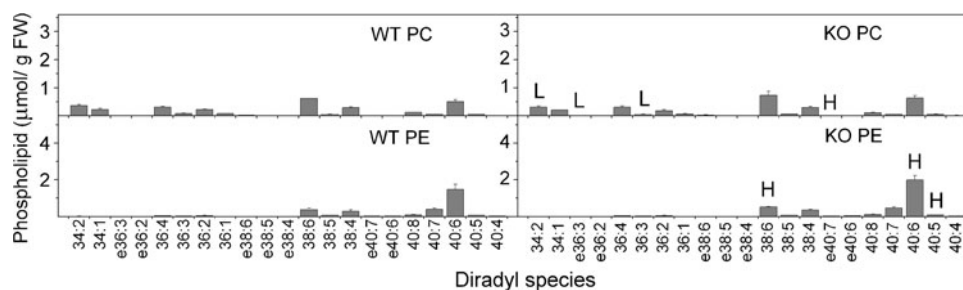 WT PC
KO PC
3
2
1
L
L
L
H
3
2
1
Phospholipid (μmol/ g FW)
WT PE
KO PE
4
2
H
H
H
4
2
34:2
34:1
e36:3
e36:2
36:4
36:3
36:2
36:1
e38:6
e38:5
e38:4
38:6
38:5
38:4
e40:7
e40:6
40:8
40:7
40:6
40:5
40:4
34:2
34:1
e36:3
e36:2
36:4
36:3
36:2
36:1
e38:6
e38:5
e38:4
38:6
38:5
38:4
e40:7
e40:6
40:8
40:7
40:6
40:5
40:4
Diradyl species